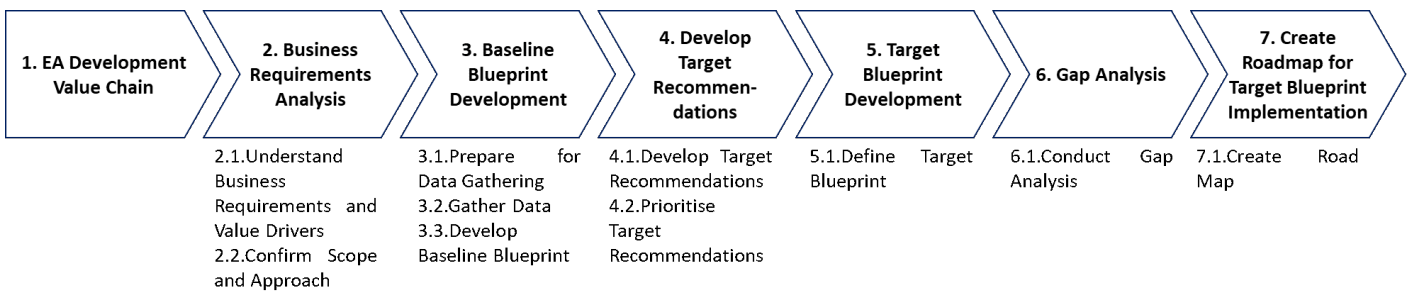 1. EA Development
Value Chain
2. Business
Requirements
Analysis
3. Baseline
Blueprint
Development
4. Develop
Target
Recommen-
dations
5. Target
Blueprint
Development
6. Gap Analysis
7. Create
Roadmap for
Target Blueprint
Implementation
2.1.Understand
Business
Requirements and
Value Drivers
2.2.Confirm Scope
and Approach
3.1.Prepare for
Data Gathering
3.2.Gather Data
3.3.Develop
Baseline Blueprint
4.1.Develop Target
Recommendations
4.2.Prioritise
Target
Recommendations
5.1.Define Target
Blueprint
6.1.Conduct Gap
Analysis
7.1.Create Road
Map